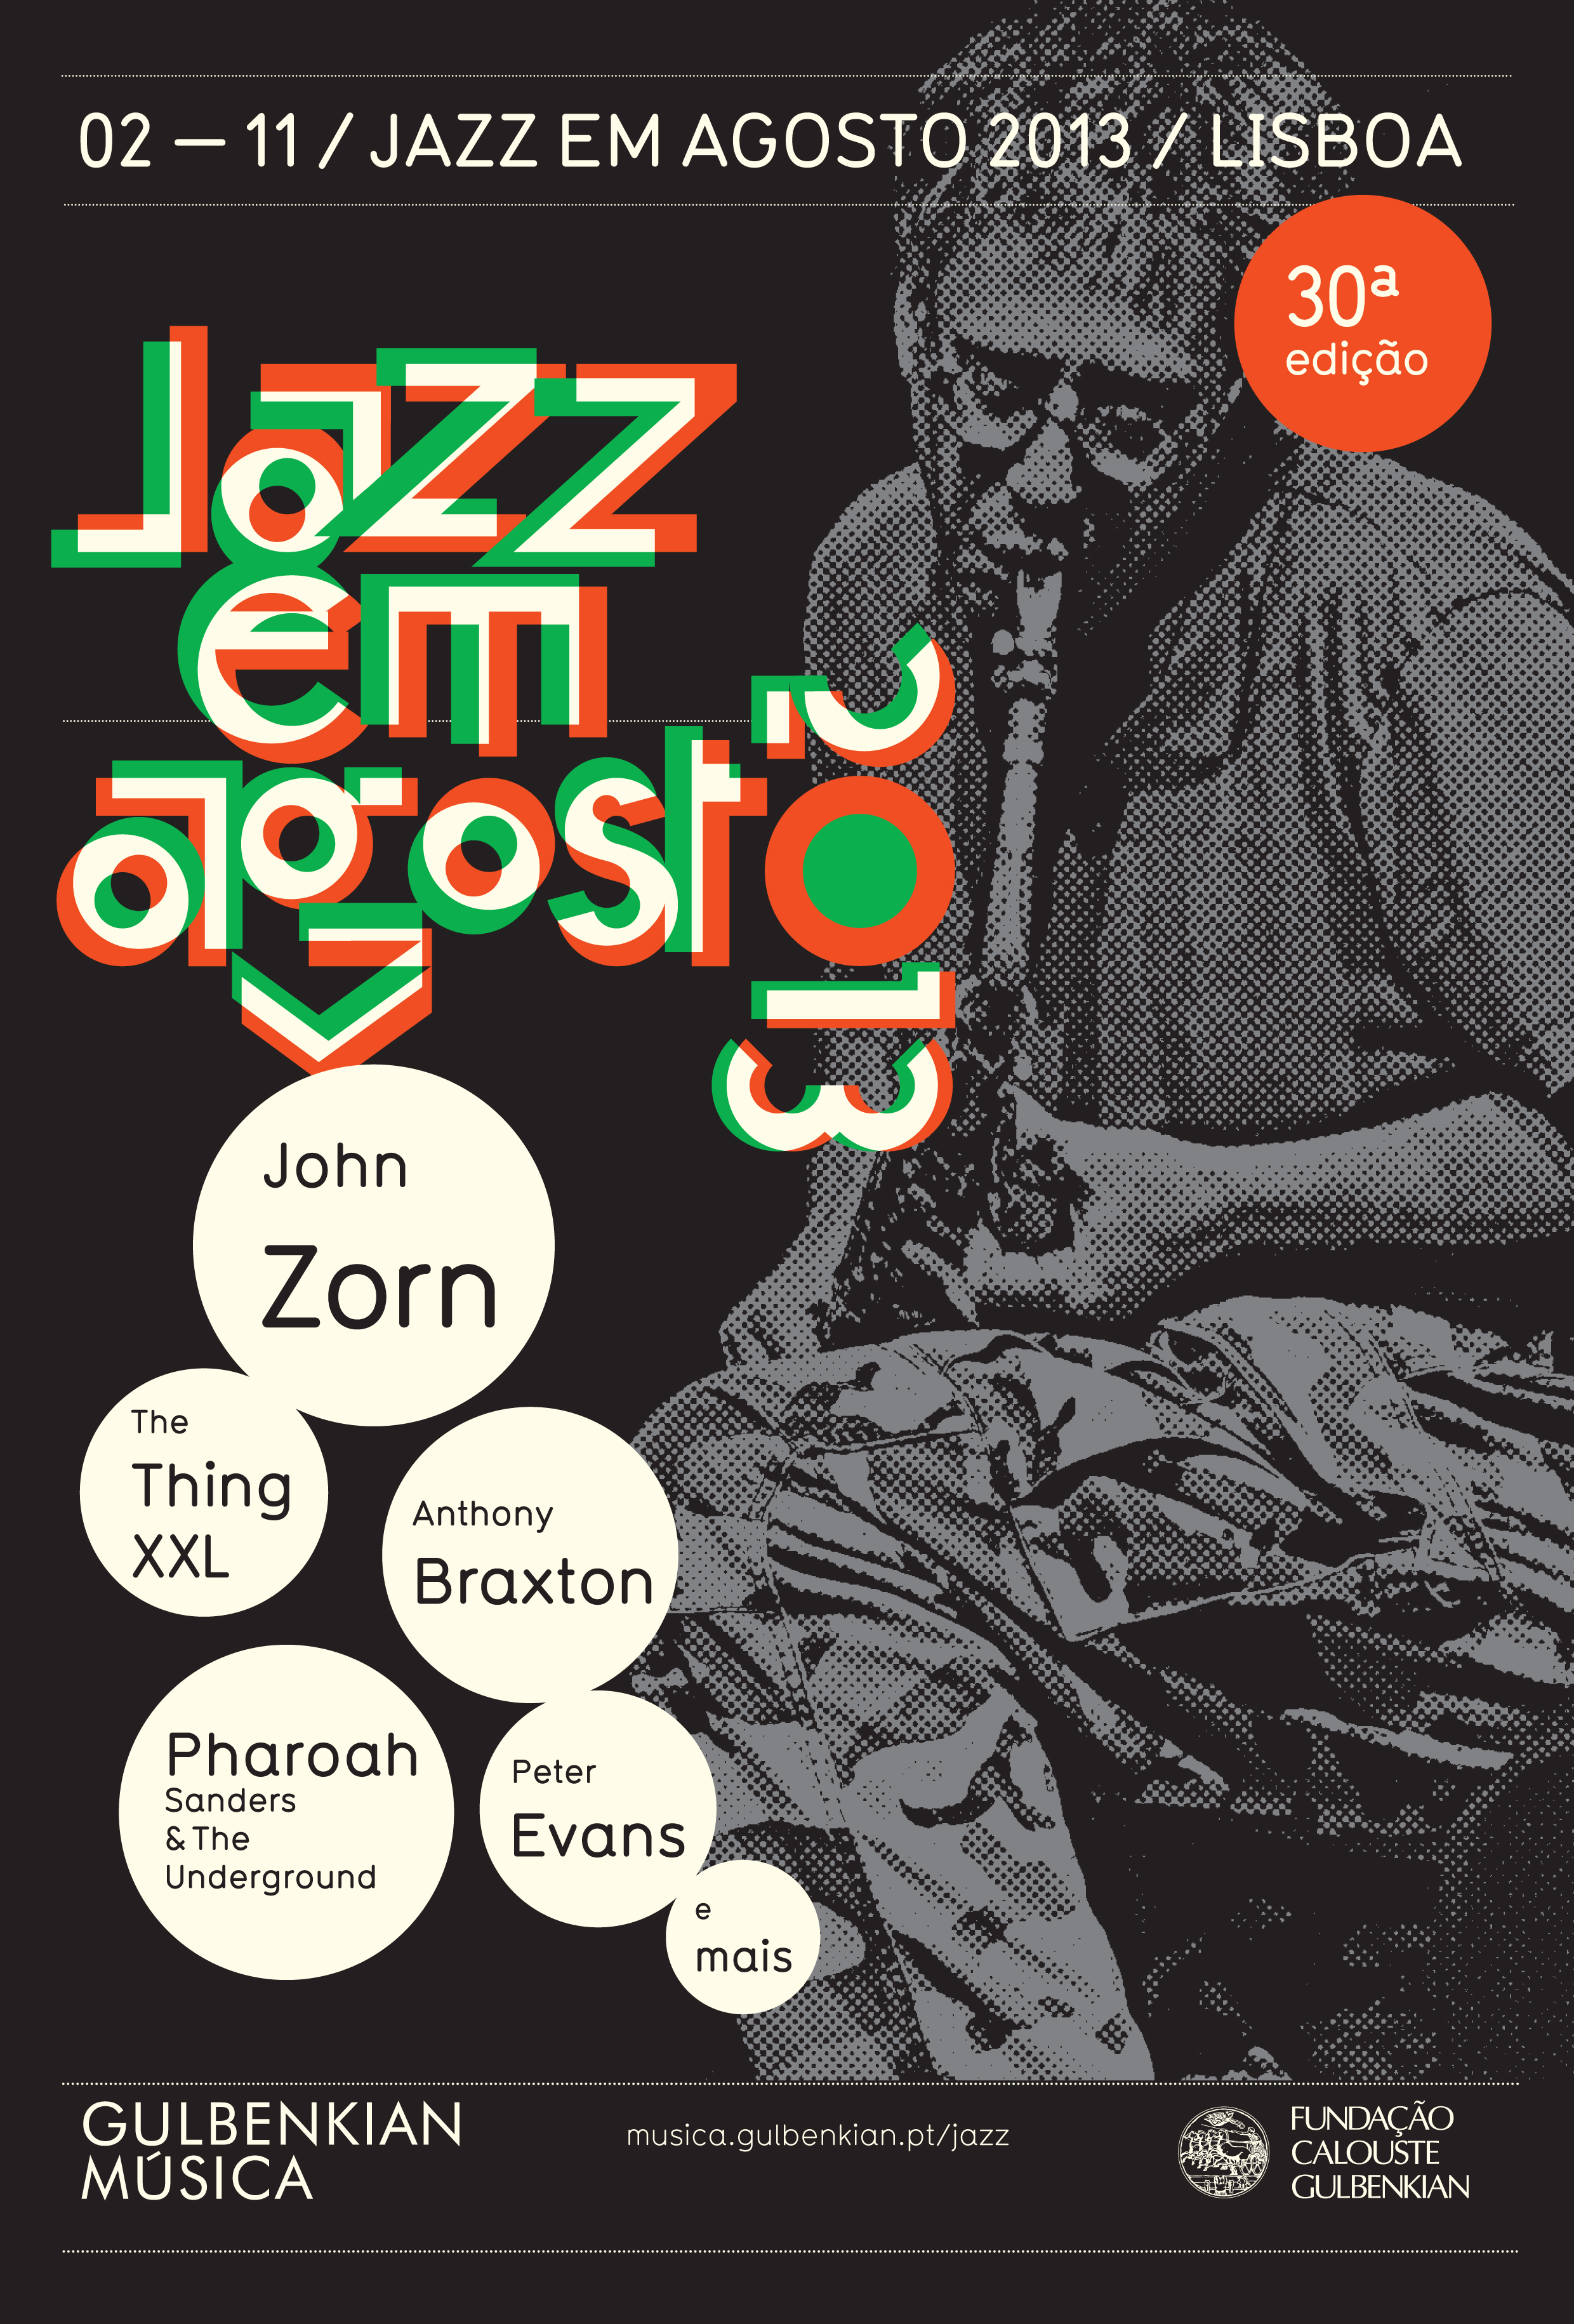 02 — 11 / JAZZ EM AGOSTO 2013 / LISBOA
30ª
edição
Jazz
em
agosto
2013
John
Zorn
The
Thing
XXL
Anthony
Braxton
Pharoah
Sanders
& The
Underground
Peter
Evans
e
mais
GULBENKIAN
MÚSICA
musica.gulbenkian.pt/jazz
FUNDAÇÃO
CALOUSTE
GULBENKIAN